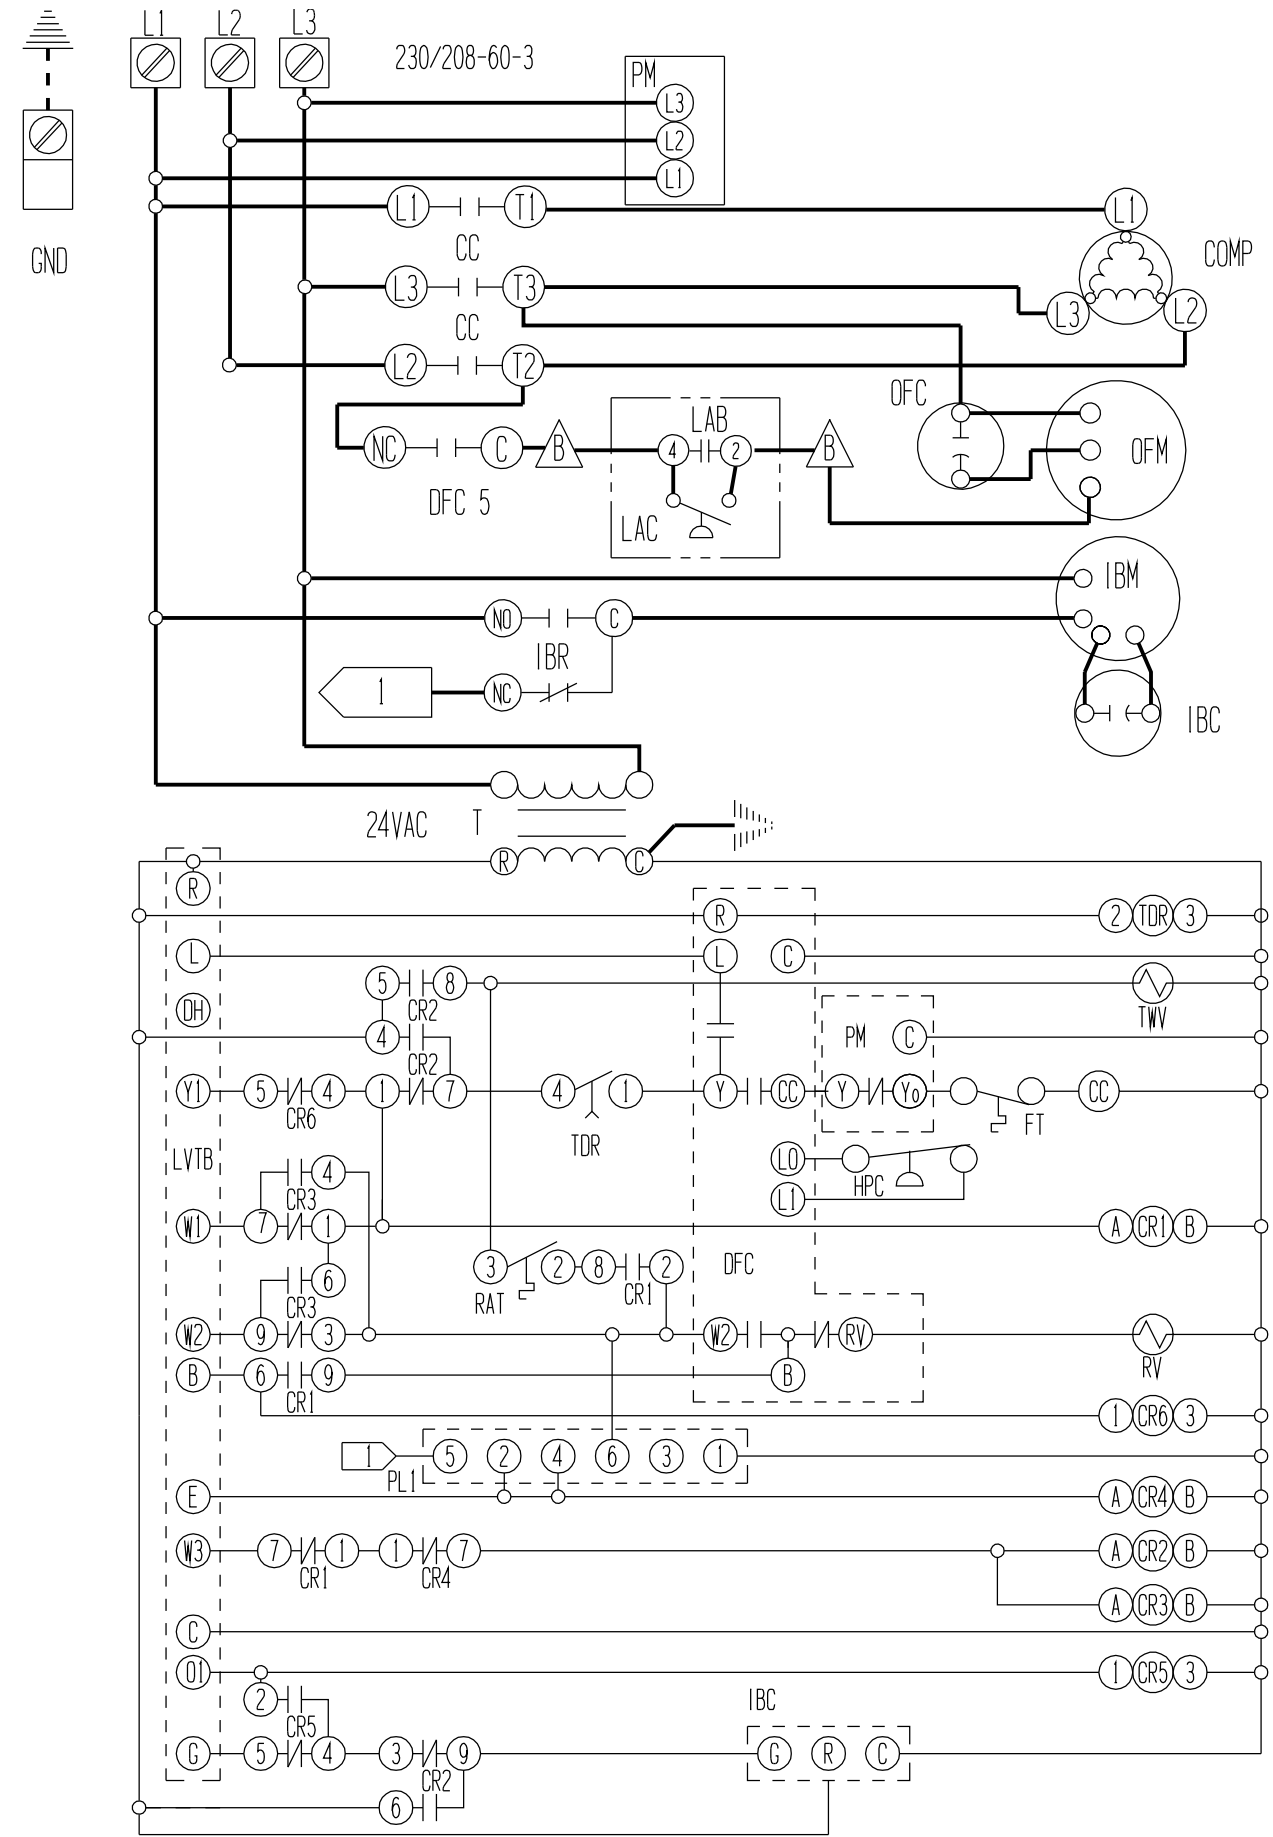 L1 L2 L3
230/208-60-3
PM
L3
L2
L1
GND
L1 T1 L1
CC
COMP
L3 T3 L3 L2
CC
L2 T2
OFC
LAB
NC C B 4 2 B OFM
DFC 5
LAC
IBM
NO C
IBR
1 NC
IBC
24VAC T
R C
R
R 2 TDR 3
L L C
5 8
CR2
TWV
DH
4 PM C
CR2
Y1 5 4 1 7 4 1 Y CC Y Yo CC
CR6 FT
TDR
LVTB
4 LO
CR3 HPC
L1
W1 7 1 A CR1 B
DFC
3 2 8 2
6
RAT CR1
CR3
W2 9 3 W2 RV
RV
B 6 9 B
CR1
1 CR6 3
1 5 2 4 6 3 1
PL1
E A CR4 B
W3 7 1 1 7 A CR2 B
CR1 CR4
A CR3 B
C
O1 1 CR5 3
2 IBC
CR5
G 5 4 3 9 G R C
CR2
6